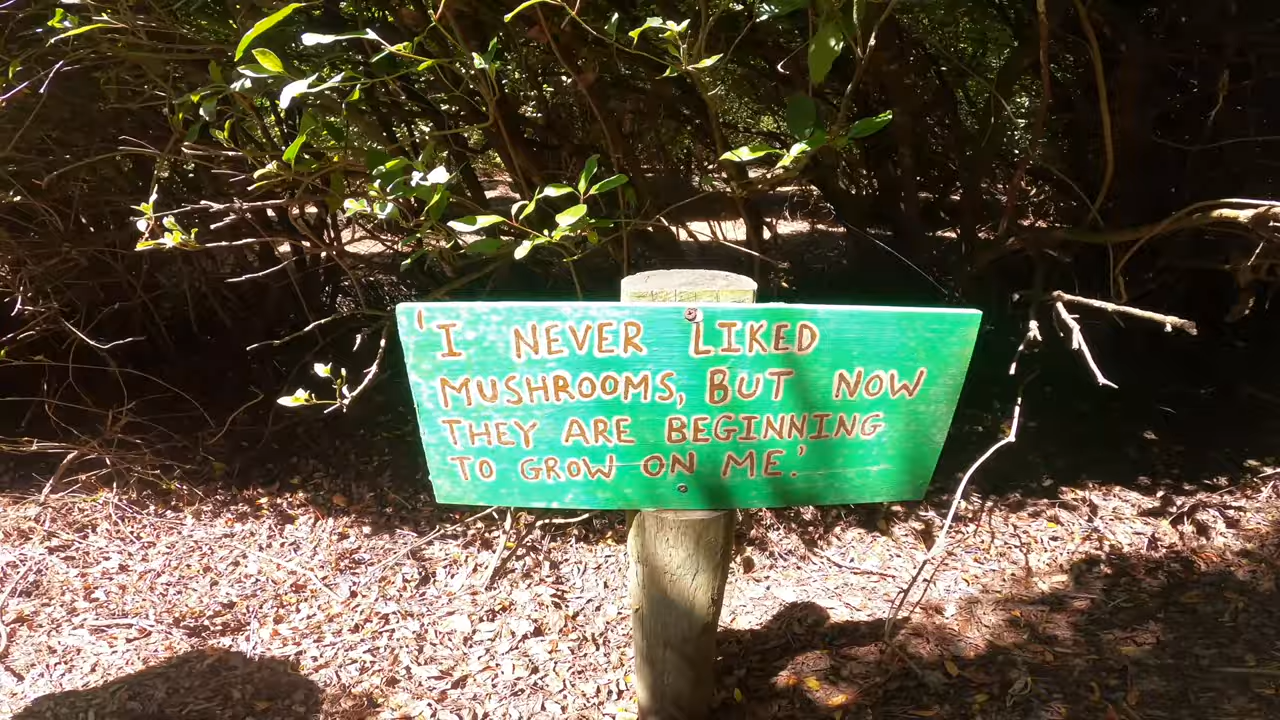 'I NEVER LIKED
MUSHROOMS, BUT NOW
THEY ARE BEGINNING
TO GROW ON ME.'